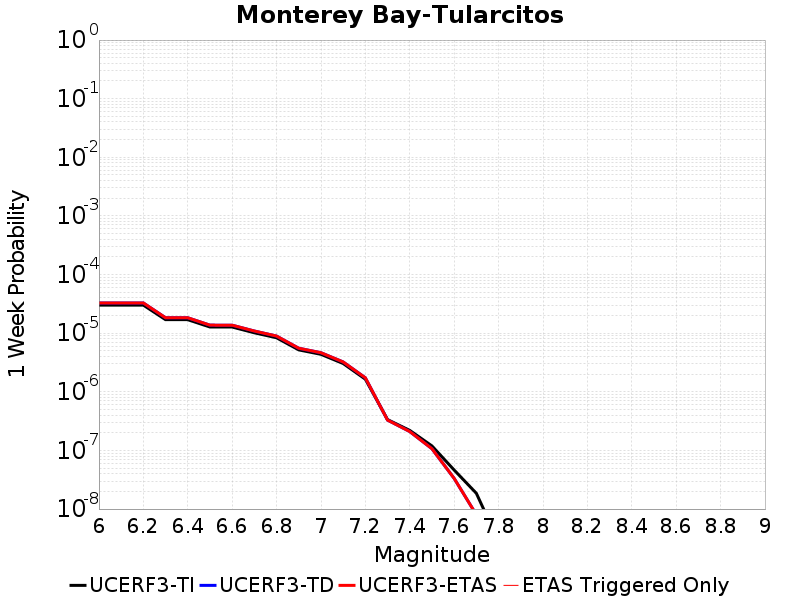 Monterey Bay-Tularcitos
1 Week Probability
10^0
10^-1
10^-2
10^-3
10^-4
10^-5
10^-6
10^-7
10^-8
6 6.2 6.4 6.6 6.8 7 7.2 7.4 7.6 7.8 8 8.2 8.4 8.6 8.8 9
Magnitude
UCERF3-TI UCERF3-TD UCERF3-ETAS ETAS Triggered Only